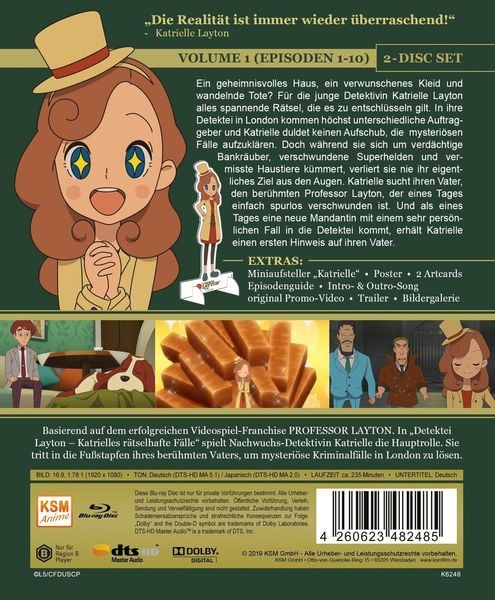 „Die Realität ist immer wieder überraschend!“
- Katrielle Layton
VOLUME 1 (EPISODEN 1-10)
2-DISC SET
Ein geheimnisvolles Haus, ein verwunschenes Kleid und
wandelnde Tote? Für die junge Detektivin Katrielle Layton
alles spannende Rätsel, die es zu entschlüsseln gilt. In ihre
Detektei in London kommen höchst unterschiedliche Auftrag-
geber und Katrielle duldet keinen Aufschub, die mysteriösen
Fälle aufzuklären. Doch während sie sich um verdächtige
Bankräuber, verschwundene Superhelden und ver-
misste Haustiere kümmert, verliert sie nie ihr eigent-
liches Ziel aus den Augen. Katrielle sucht ihren Vater,
den berühmten Professor Layton, der eines Tages
einfach spurlos verschwunden ist. Und als eines
Tages eine neue Mandantin mit einem sehr persön-
lichen Fall in die Detektei kommt, erhält Katrielle
einen ersten Hinweis auf ihren Vater.
EXTRAS:
Miniaufsteller „Katrielle“ • Poster • 2 Artcards
Episodenguide • Intro- & Outro-Song
original Promo-Video • Trailer • Bildergalerie
LAYTON
Basierend auf dem erfolgreichen Videospiel-Franchise PROFESSOR LAYTON. In „Detektei
Layton – Katrielles rätselhafte Fälle“ spielt Nachwuchs-Detektivin Katrielle die Hauptrolle. Sie
tritt in die Fußstapfen ihres berühmten Vaters, um mysteriöse Kriminalfälle in London zu lösen.
BILD: 16:9, 1.78:1 (1920 x 1080) • TON: Deutsch (DTS-HD MA 5.1) / Japanisch (DTS-HD MA 2.0) • LAUFZEIT: ca. 235 Minuten • UNTERTITEL: Deutsch
KSM
Anime
Blu-ray Disc
Diese Blu-ray Disc ist nur für private Vorführungen bestimmt. Alle Urheber-
und Leistungsschutzrechte vorbehalten. Öffentliche Vorführung, Verleih,
Sendung und Vervielfältigung sind nicht gestattet. Zuwiderhandlung haben
Schadensersatzansprüche und strafrechtliche Konsequenzen zur Folge.
„Dolby“ and the Double-D symbol are trademarks of Dolby Laboratories.
DTS-HD Master Audio™ is a trademark of DTS, Inc.
4 260623 482485
B
Nur für
Region B
Player.
dts-HD
Master Audio
DOLBY
DIGITAL
© 2019 KSM GmbH - Alle Urheber- und Leistungsschutzrechte vorbehalten.
KSM GmbH • Otto-von-Guericke-Ring 15 • 65205 Wiesbaden • www.ksmfilm.de
©L5/CFDUSCP
K6248